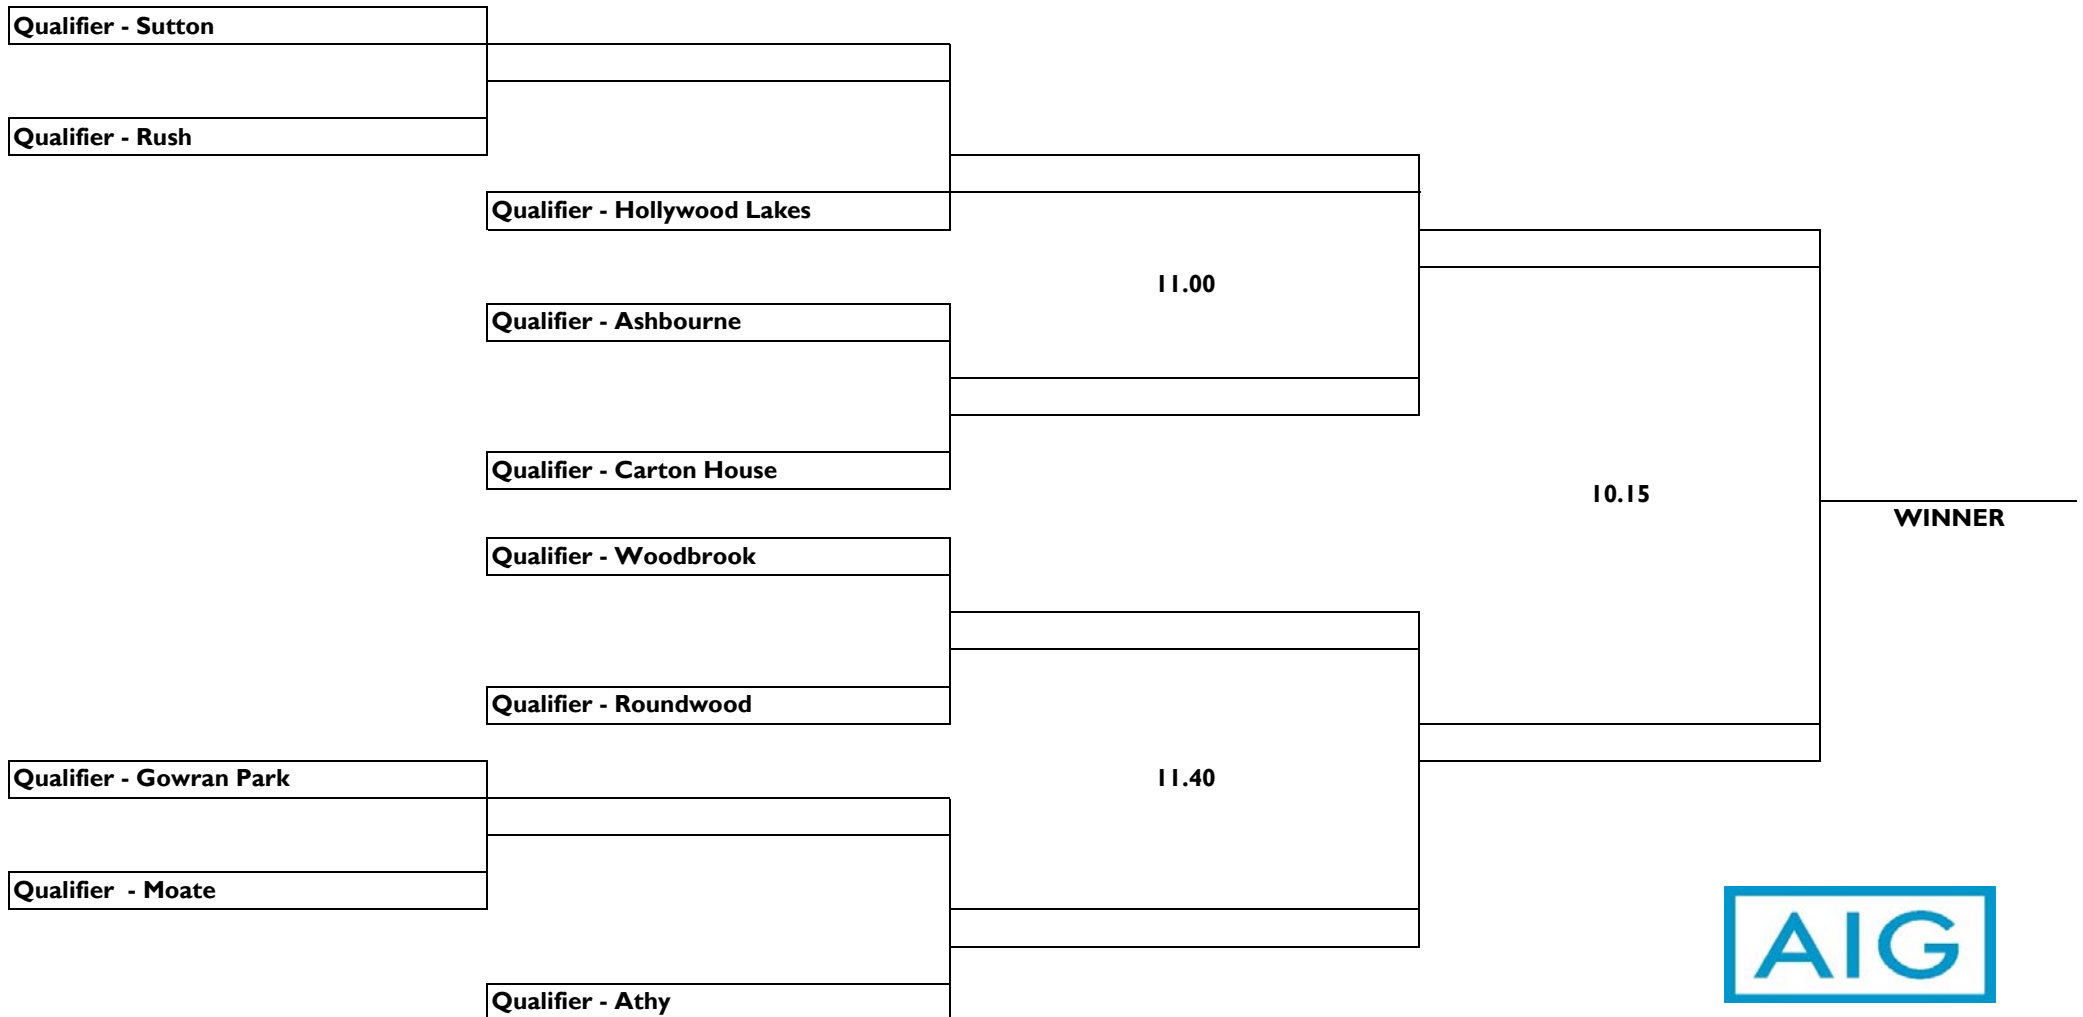 Qualifier - Sutton
Qualifier - Rush
Qualifier - Hollywood Lakes
11.00
Qualifier - Ashbourne
Qualifier - Carton House
10.15
WINNER
Qualifier - Woodbrook
Qualifier - Roundwood
Qualifier - Gowran Park
11.40
Qualifier  - Moate
Qualifier - Athy
AIG